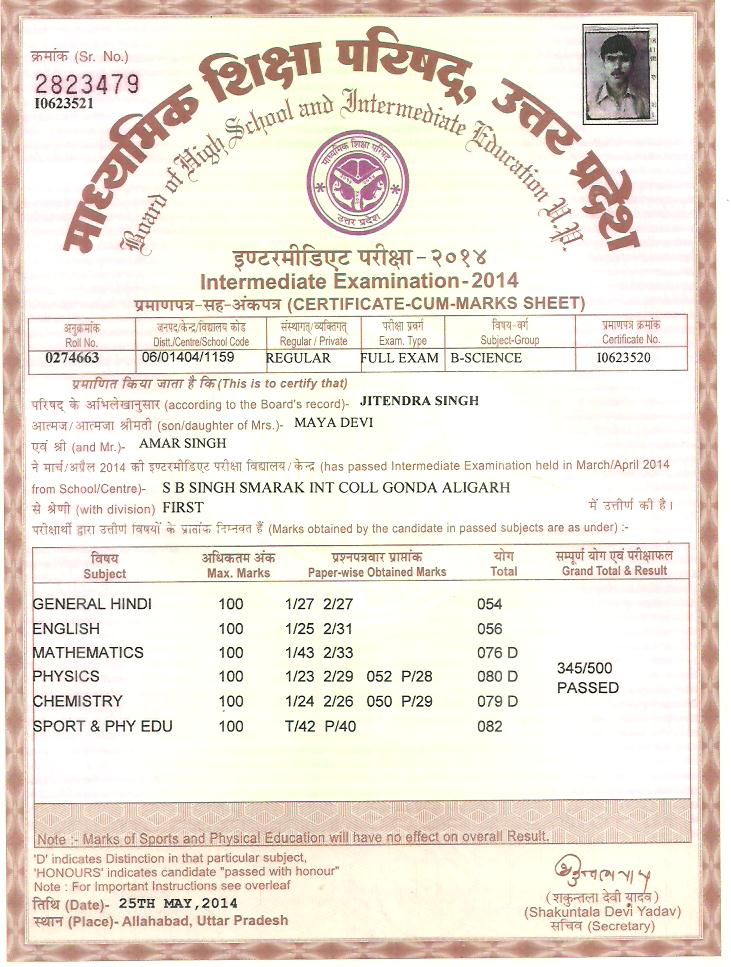 क्रमांक (Sr. No.)
2823479
I0623521
माध्यमिक शिक्षा परिषद्, उत्तर प्रदेश
Board of High School and Intermediate Education U.P.
माध्यमिक शिक्षा परिषद
उत्तर प्रदेश
इण्टरमीडिएट परीक्षा-२०१४
Intermediate Examination-2014
प्रमाणपत्र-सह-अंकपत्र (CERTIFICATE-CUM-MARKS SHEET)
अनुक्रमांक जनपद/केन्द्र/विद्यालय कोड संस्थागत/व्यक्तिगत परीक्षा प्रवर्ग विषय-वर्ग प्रमाणपत्र क्रमांक
Roll No. Distt./Centre/School Code Regular / Private Exam. Type Subject-Group Certificate No.
0274663 06/01404/1159 REGULAR FULL EXAM B-SCIENCE I0623520
प्रमाणित किया जाता है कि (This is to certify that)
परिषद के अभिलेखानुसार (according to the Board's record)- JITENDRA SINGH
आत्मज/आत्मजा श्रीमती (son/daughter of Mrs.)- MAYA DEVI
एवं श्री (and Mr.)- AMAR SINGH
ने मार्च/अप्रैल 2014 की इण्टरमीडिएट परीक्षा विद्यालय/केन्द्र (has passed Intermediate Examination held in March/April 2014
from School/Centre)- S B SINGH SMARAK INT COLL GONDA ALIGARH
से श्रेणी (with division) FIRST में उत्तीर्ण की है।
परीक्षार्थी द्वारा उत्तीर्ण विषयों के प्राप्तांक निम्नवत हैं (Marks obtained by the candidate in passed subjects are as under) :-
विषय अधिकतम अंक प्रश्नपत्रवार प्राप्तांक योग सम्पूर्ण योग एवं परीक्षाफल
Subject Max. Marks Paper-wise Obtained Marks Total Grand Total & Result
GENERAL HINDI 100 1/27 2/27 054
ENGLISH 100 1/25 2/31 056
MATHEMATICS 100 1/43 2/33 076 D
345/500
PHYSICS 100 1/23 2/29 052 P/28 080 D
PASSED
CHEMISTRY 100 1/24 2/26 050 P/29 079 D
SPORT & PHY EDU 100 T/42 P/40 082
Note :- Marks of Sports and Physical Education will have no effect on overall Result.
'D' indicates Distinction in that particular subject,
'HONOURS' indicates candidate "passed with honour"
Note : For Important Instructions see overleaf
तिथि (Date)- 25TH MAY,2014
स्थान (Place)- Allahabad, Uttar Pradesh
(शकुन्तला देवी यादव)
(Shakuntala Devi Yadav)
सचिव (Secretary)